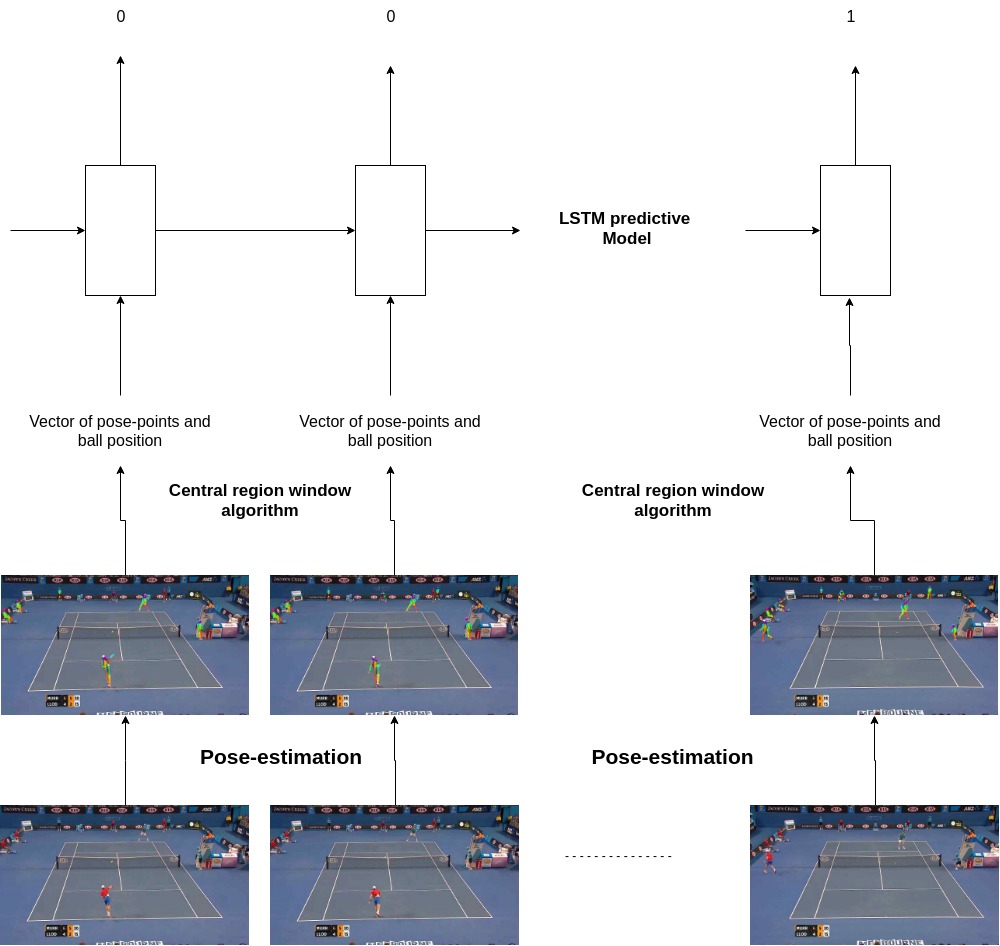 0
0
1
LSTM predictive
Model
Vector of pose-points and
ball position
Vector of pose-points and
ball position
Vector of pose-points and
ball position
Central region window
algorithm
Central region window
algorithm
Pose-estimation
Pose-estimation